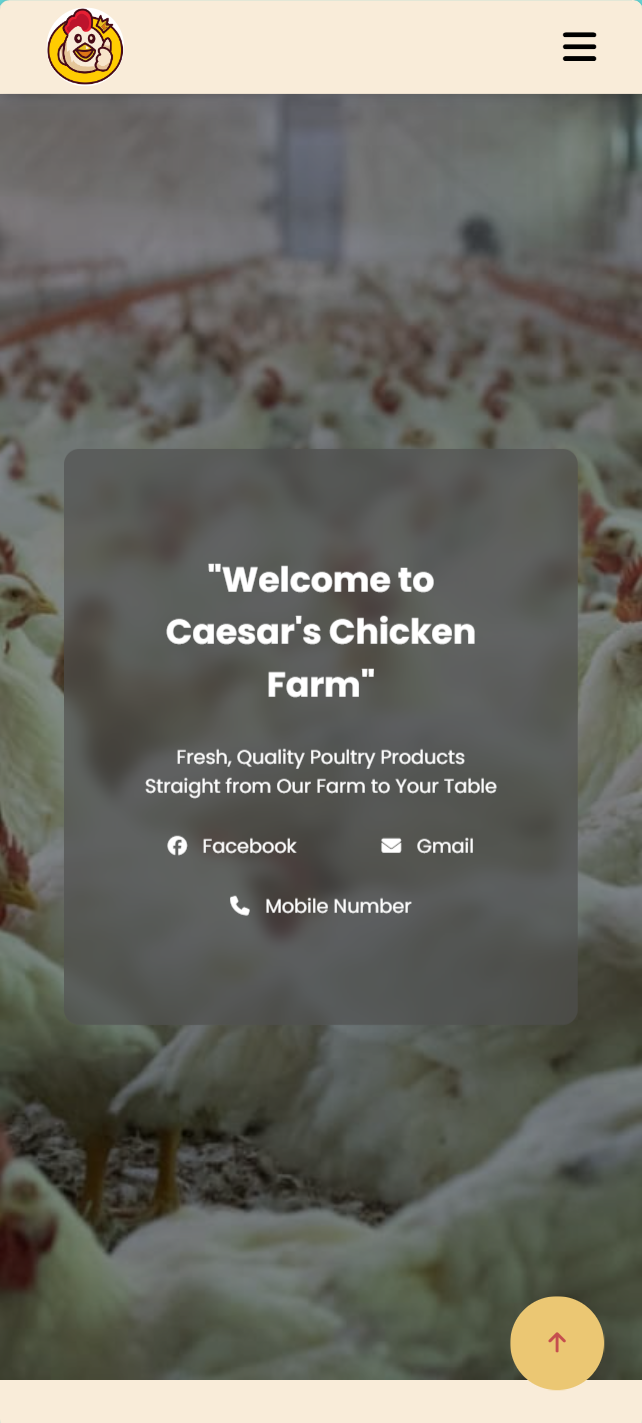 "Welcome to
Caesar's Chicken
Farm"
Fresh, Quality Poultry Products
Straight from Our Farm to Your Table
Facebook Gmail
Mobile Number